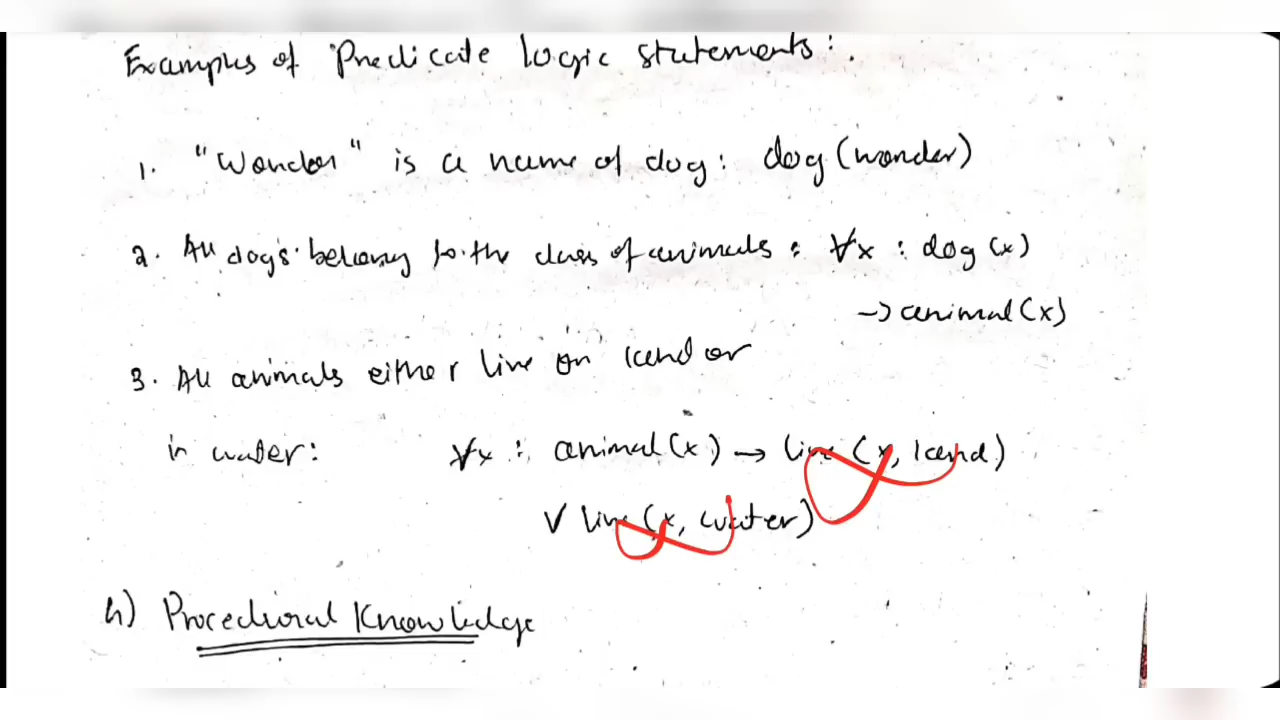 Examples of Predicate logic statements:
1. "Wonder" is a name of dog: dog(wonder)
2. All dogs belong to the class of animals : ∀x : dog (x)
→ animal(x)
3. All animals either live on land or
in water: ∀x : animal(x) → live (x, land)
∨ live (x, water)
h) Procedural Knowledge